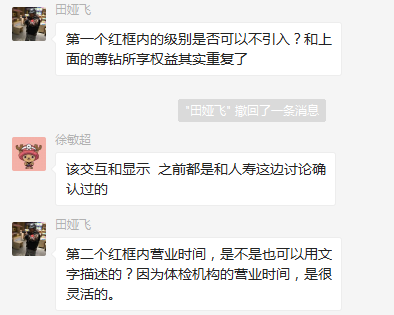 田娅飞
第一个红框内的级别是否可以不引入？和上
面的尊钻所享权益其实重复了
"田娅飞" 撤回了一条消息
徐敏超
该交互和显示  之前都是和人寿这边讨论确
认过的
田娅飞
第二个红框内营业时间，是不是也可以用文
字描述的？因为体检机构的营业时间，是很
灵活的。